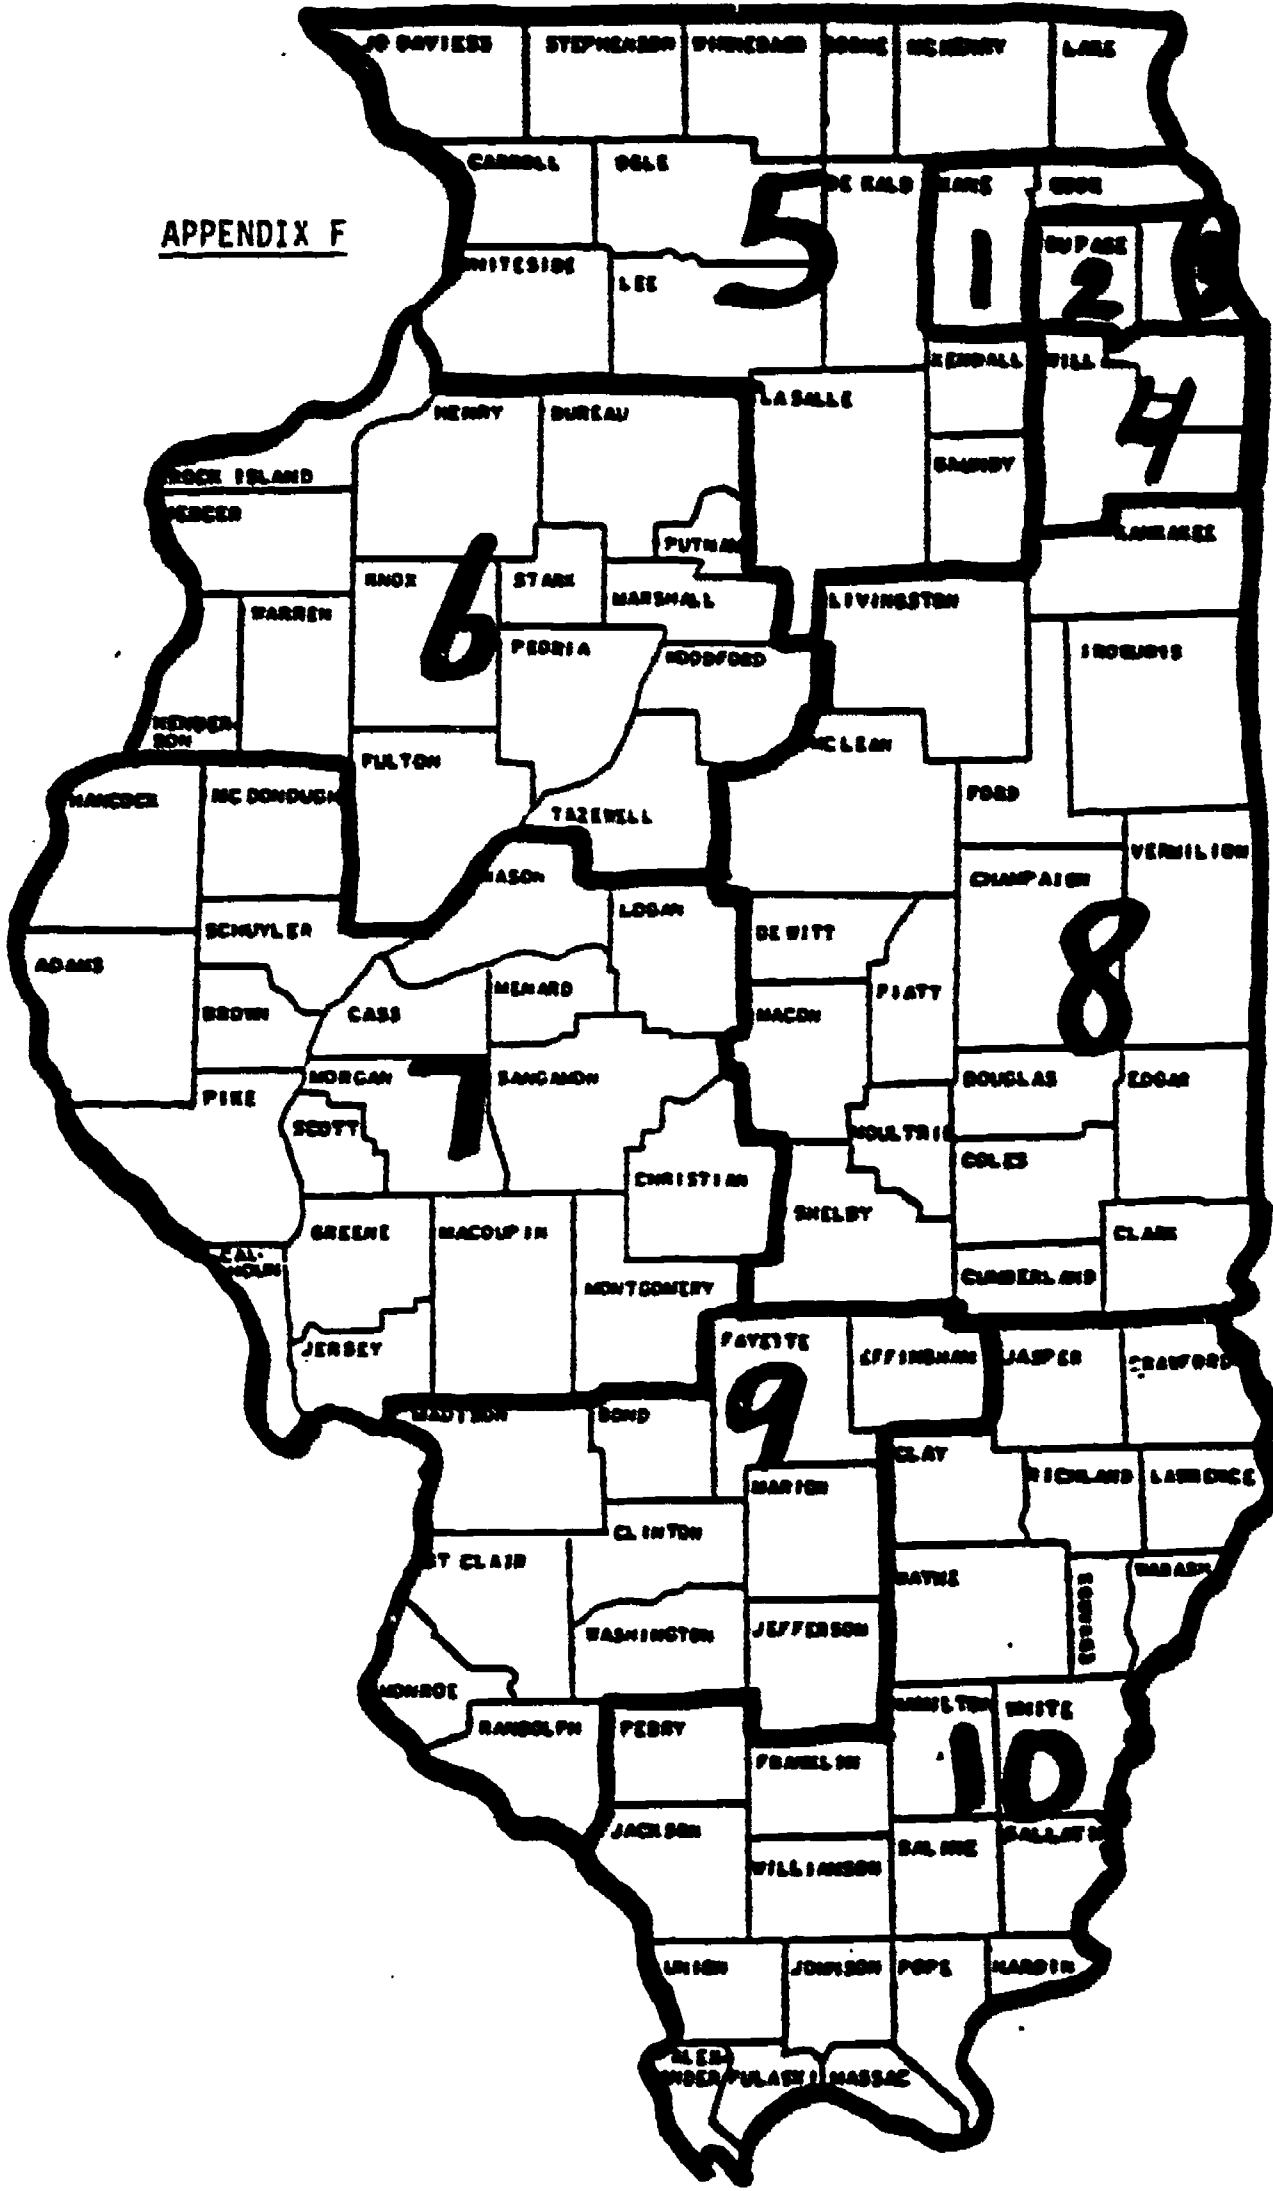 JO DAVIESS STEPHENSON WINNEBAGO BOONE MCHENRY LAKE
CARROLL OGLE DE KALB KANE COOK
5
APPENDIX F
1 DUPAGE
2
WHITESIDE LEE
KENDALL WILL
4
HENRY BUREAU LASALLE
GRUNDY
ROCK ISLAND
MERCER
KANKAKEE
PUTNAM
KNOX STARK
6
MARSHALL LIVINGSTON
WARREN
PEORIA WOODFORD IROQUOIS
HENDER-
SON
FULTON MCLEAN
HANCOCK MC DONOUGH FORD
TAZEWELL
VERMILION
MASON CHAMPAIGN
LOGAN
SCHUYLER DE WITT
8
ADAMS
MENARD PIATT
BROWN CASS MACON
MORGAN SANGAMON DOUGLAS EDGAR
7
PIKE
SCOTT MOULTRIE
COLES
CHRISTIAN
SHELBY
GREENE MACOUPIN CLARK
CAL-
HOUN
MONTGOMERY CUMBERLAND
JERSEY FAYETTE EFFINGHAM JASPER CRAWFORD
9
MADISON BOND
CLAY
MARION RICHLAND LAWRENCE
CLINTON
ST CLAIR
WAYNE EDWARDS WABASH
WASHINGTON JEFFERSON
MONROE
HAMILTON WHITE
RANDOLPH PERRY
10
FRANKLIN
JACKSON
SALINE GALLATIN
WILLIAMSON
UNION JOHNSON POPE HARDIN
ALEX-
ANDER PULASKI MASSAC